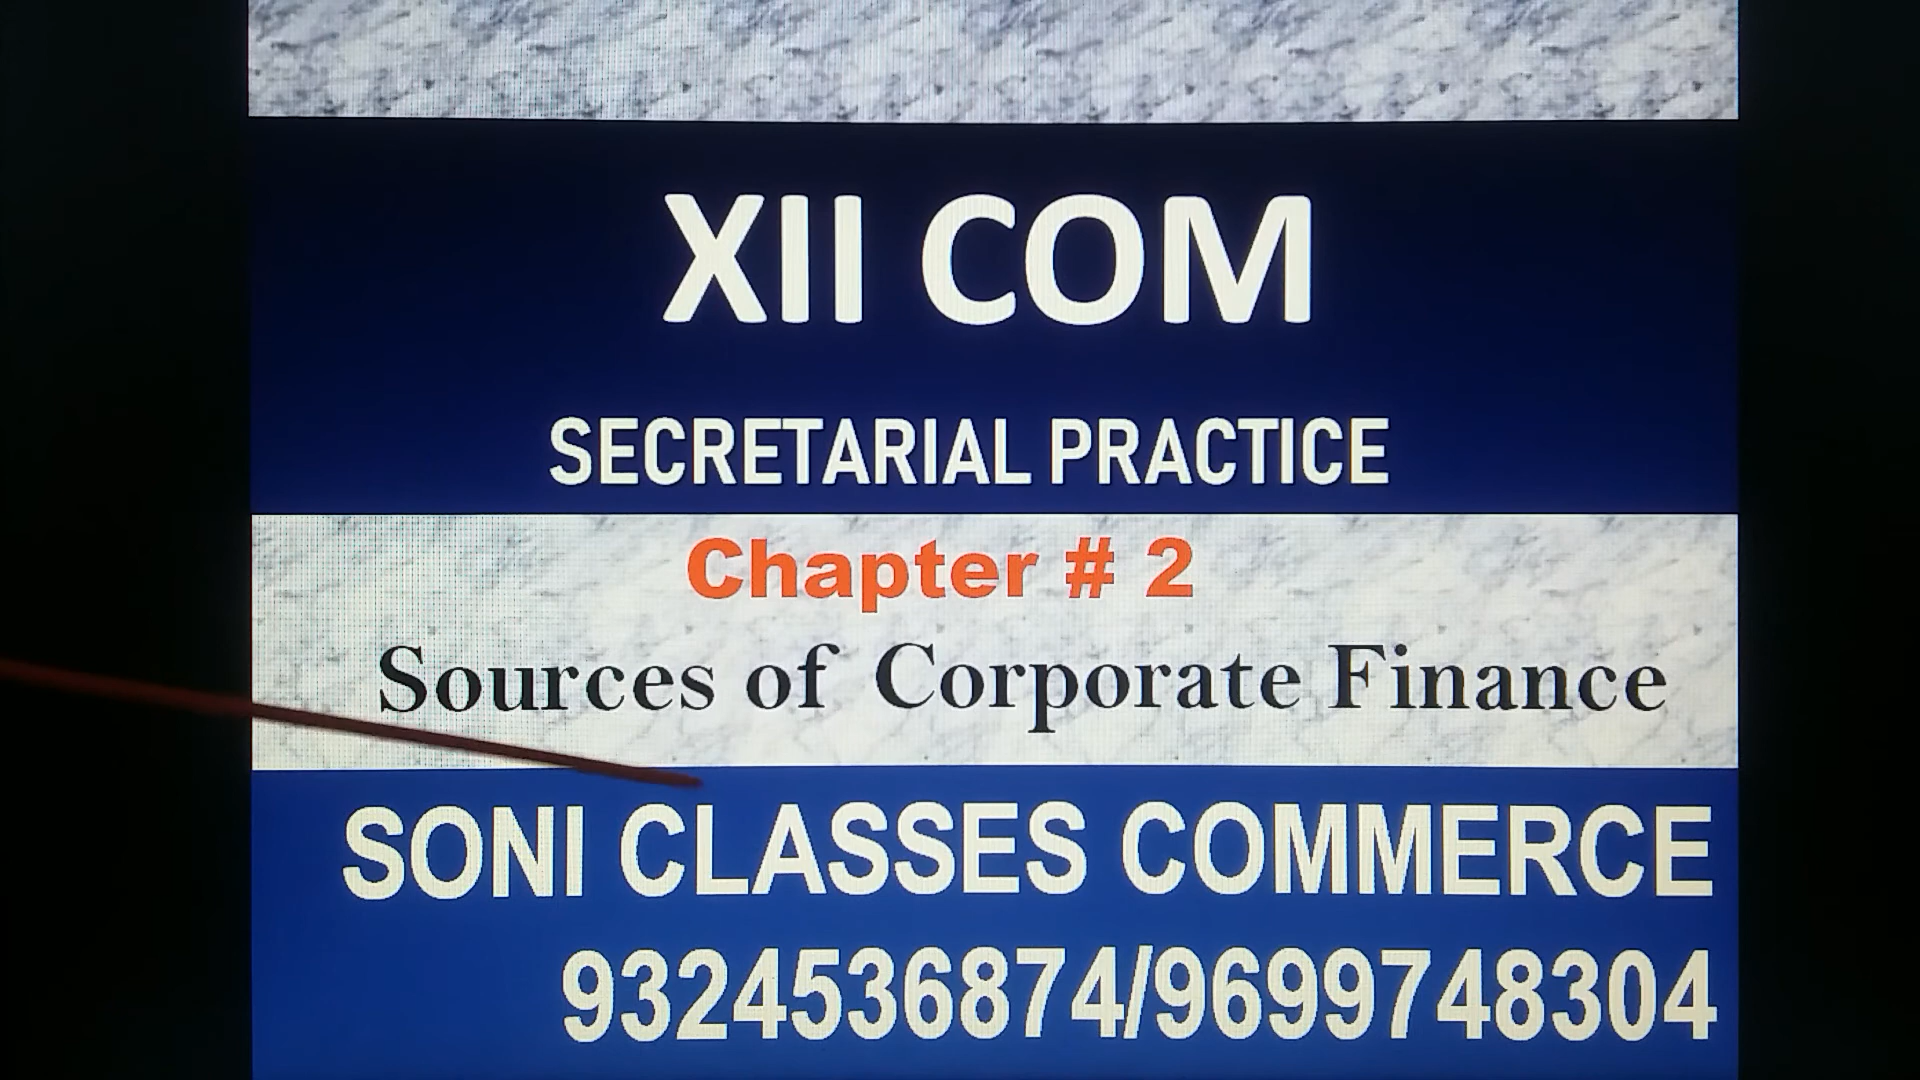 XII COM
SECRETARIAL PRACTICE
Chapter # 2
Sources of Corporate Finance
SONI CLASSES COMMERCE
9324536874/9699748304